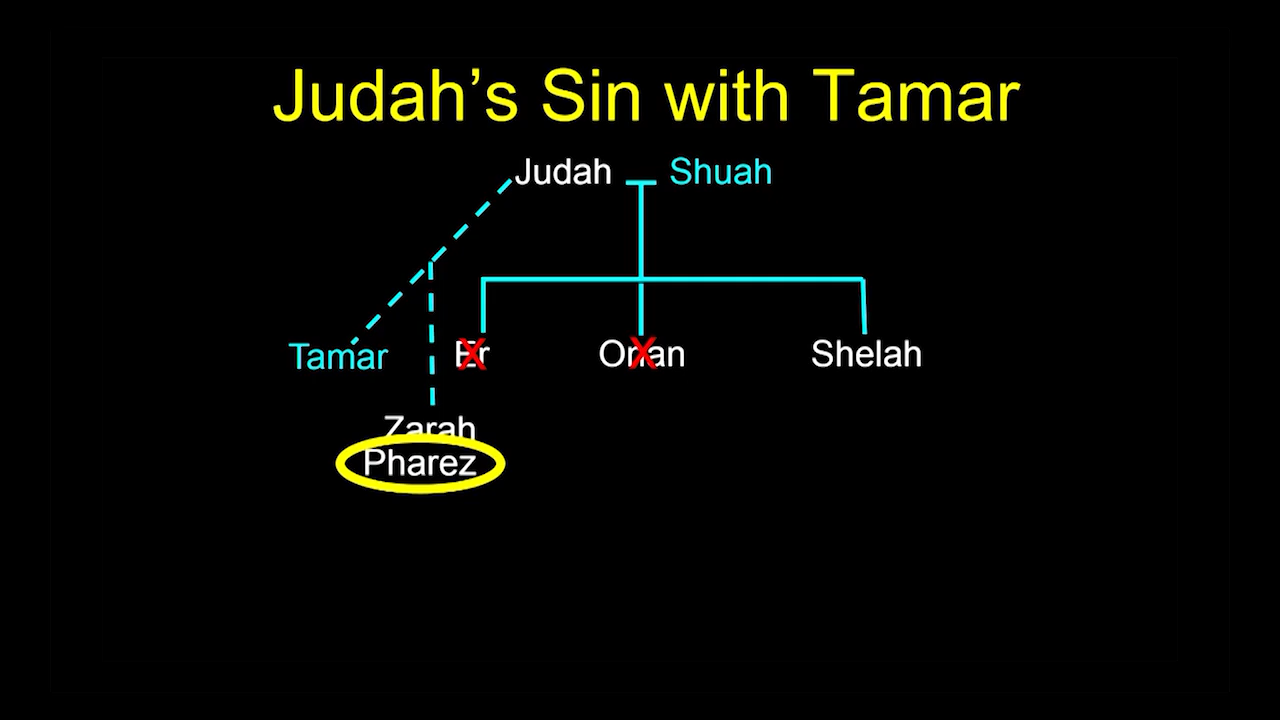 Judah's Sin with Tamar
Judah Shuah
Tamar Er Onan Shelah
Zarah
Pharez